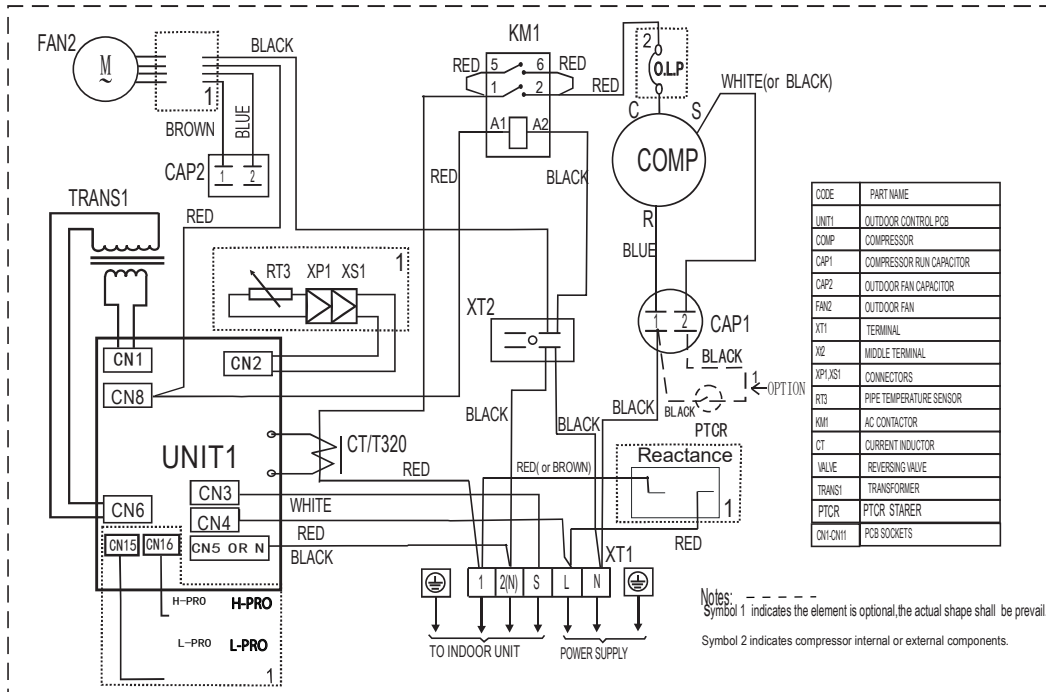 FAN2
M
~
1
BLACK
BROWN
BLUE
CAP2
1 2
TRANS1
RED
KM1
RED 5 6 RED
1 2
A1 A2
RED
RED
BLACK
2
O.L.P
C S
WHITE(or BLACK)
COMP
R
BLUE
1 2
CAP1
BLACK
1
OPTION
BLACK
PTCR
RT3 XP1 XS1
1
XT2
BLACK
BLACK
BLACK
CN1
CN2
CN8
UNIT1
CT/T320
CN3
CN6
CN4
CN15 CN16
CN5 OR N
RED
WHITE
RED
BLACK
RED( or BROWN)
Reactance
1
RED
XT1
1 2(N) S L N
TO INDOOR UNIT
POWER SUPPLY
H-PRO H-PRO
L-PRO L-PRO
1
CODE PART NAME
UNIT1 OUTDOOR CONTROL PCB
COMP COMPRESSOR
CAP1 COMPRESSOR RUN CAPACITOR
CAP2 OUTDOOR FAN CAPACITOR
FAN2 OUTDOOR FAN
XT1 TERMINAL
Xt2 MIDDLE TERMINAL
XP1,XS1 CONNECTORS
RT3 PIPE TEMPERATURE SENSOR
KM1 AC CONTACTOR
CT CURRENT INDUCTOR
VALVE REVERSING VALVE
TRANS1 TRANSFORMER
PTCR PTCR STARER
CN1-CN11 PCB SOCKETS
Notes:
Symbol 1 indicates the element is optional,the actual shape shall be prevail
Symbol 2 indicates compressor internal or external components.